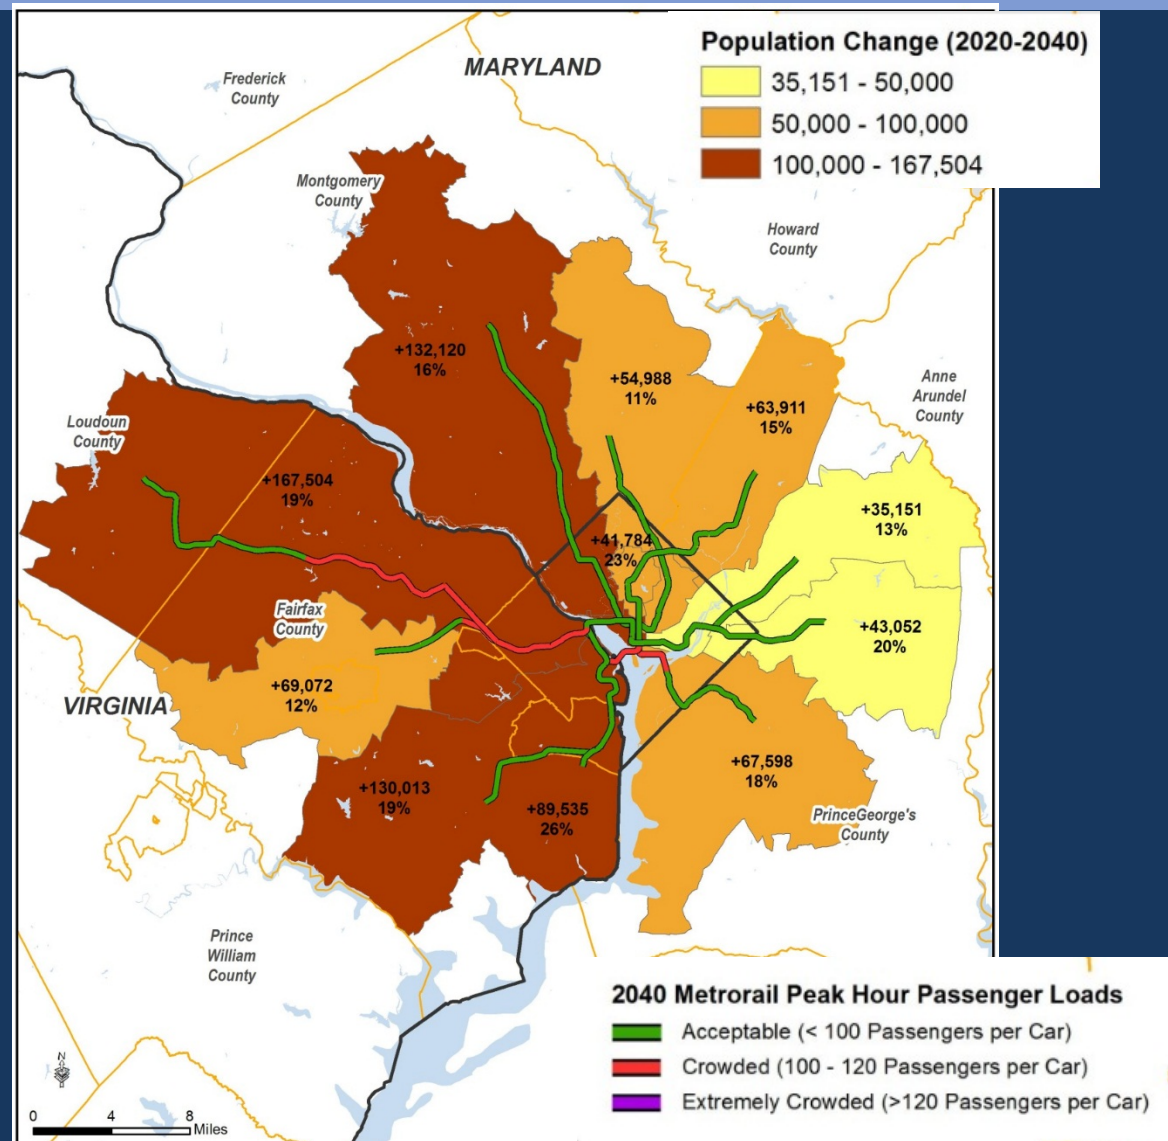 Population Change (2020-2040)
35,151 - 50,000
50,000 - 100,000
100,000 - 167,504
MARYLAND
Frederick
County
Montgomery
County
Howard
County
Anne
Arundel
County
Loudoun
County
+132,120
16%
+54,988
11%
+63,911
15%
+167,504
19%
+35,151
13%
+41,784
23%
Fairfax
County
+43,052
20%
+69,072
12%
VIRGINIA
+130,013
19%
+89,535
26%
+67,598
18%
PrinceGeorge's
County
Prince
William
County
2040 Metrorail Peak Hour Passenger Loads
Acceptable (< 100 Passengers per Car)
Crowded (100 - 120 Passengers per Car)
Extremely Crowded (>120 Passengers per Car)
N
0 4 8
Miles